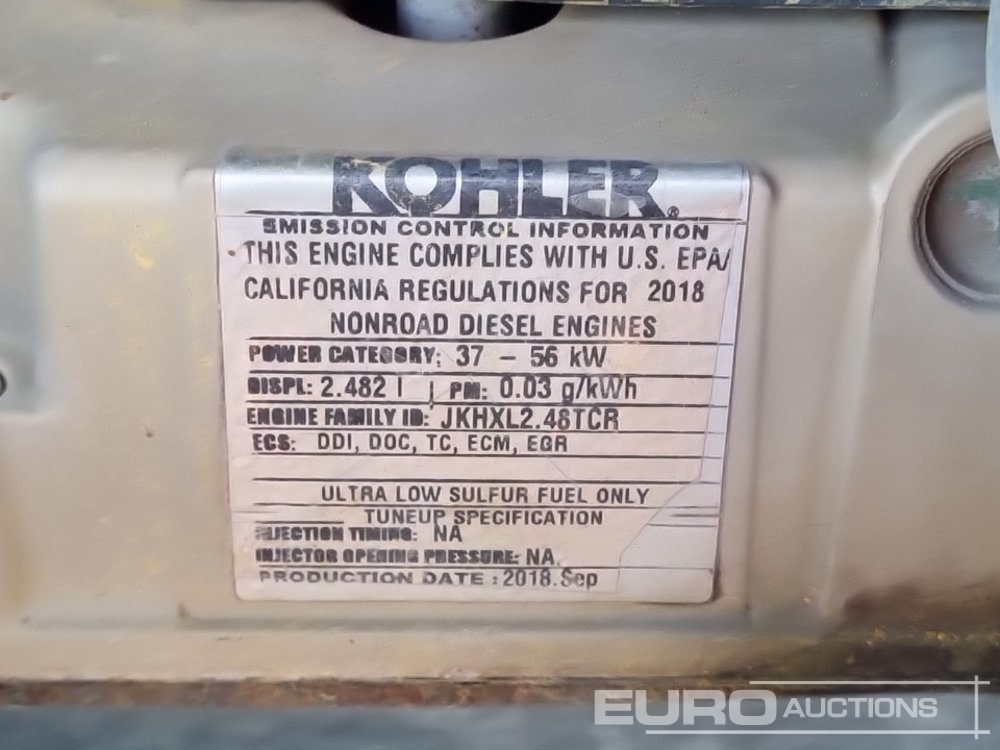 KOHLER®
EMISSION CONTROL INFORMATION
THIS ENGINE COMPLIES WITH U.S. EPA/
CALIFORNIA REGULATIONS FOR 2018
NONROAD DIESEL ENGINES
POWER CATEGORY: 37 - 56 kW
DISPL: 2.482 l PM: 0.03 g/kWh
ENGINE FAMILY ID: JKHXL2.48TCR
ECS: DDI, DOC, TC, ECM, EGR
ULTRA LOW SULFUR FUEL ONLY
TUNEUP SPECIFICATION
INJECTION TIMING: NA
INJECTOR OPENING PRESSURE: NA.
PRODUCTION DATE : 2018.Sep
EURO AUCTIONS